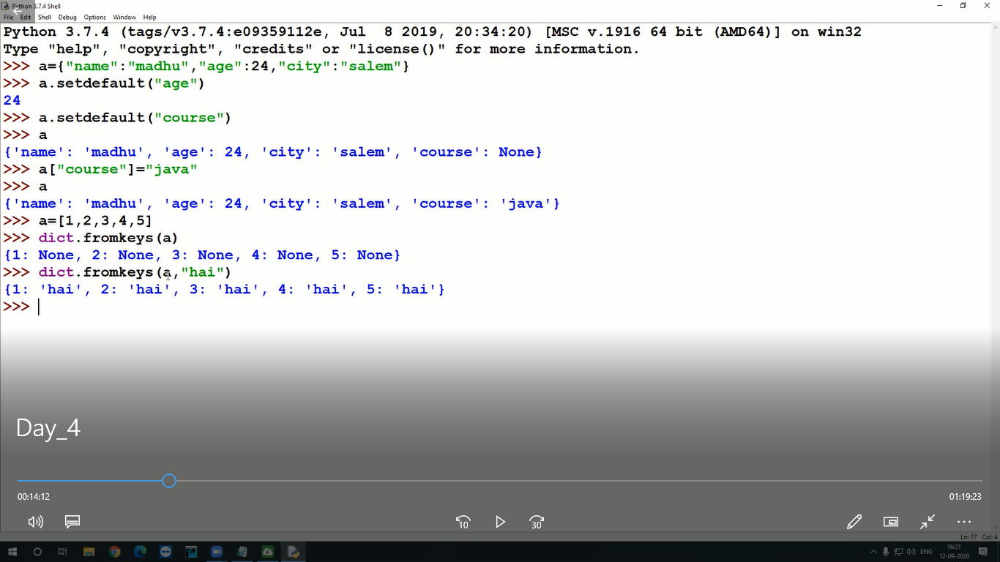 Python 3.7.4 Shell
File Edit Shell Debug Options Window Help
Python 3.7.4 (tags/v3.7.4:e09359112e, Jul  8 2019, 20:34:20) [MSC v.1916 64 bit (AMD64)] on win32
Type "help", "copyright", "credits" or "license()" for more information.
>>> a={"name":"madhu","age":24,"city":"salem"}
>>> a.setdefault("age")
24
>>> a.setdefault("course")
>>> a
{'name': 'madhu', 'age': 24, 'city': 'salem', 'course': None}
>>> a["course"]="java"
>>> a
{'name': 'madhu', 'age': 24, 'city': 'salem', 'course': 'java'}
>>> a=[1,2,3,4,5]
>>> dict.fromkeys(a)
{1: None, 2: None, 3: None, 4: None, 5: None}
>>> dict.fromkeys(a,"hai")
{1: 'hai', 2: 'hai', 3: 'hai', 4: 'hai', 5: 'hai'}
>>>
Day_4
00:14:12 01:19:23
10 30
Ln: 17 Col: 4
ENG 16:21
12-09-2020